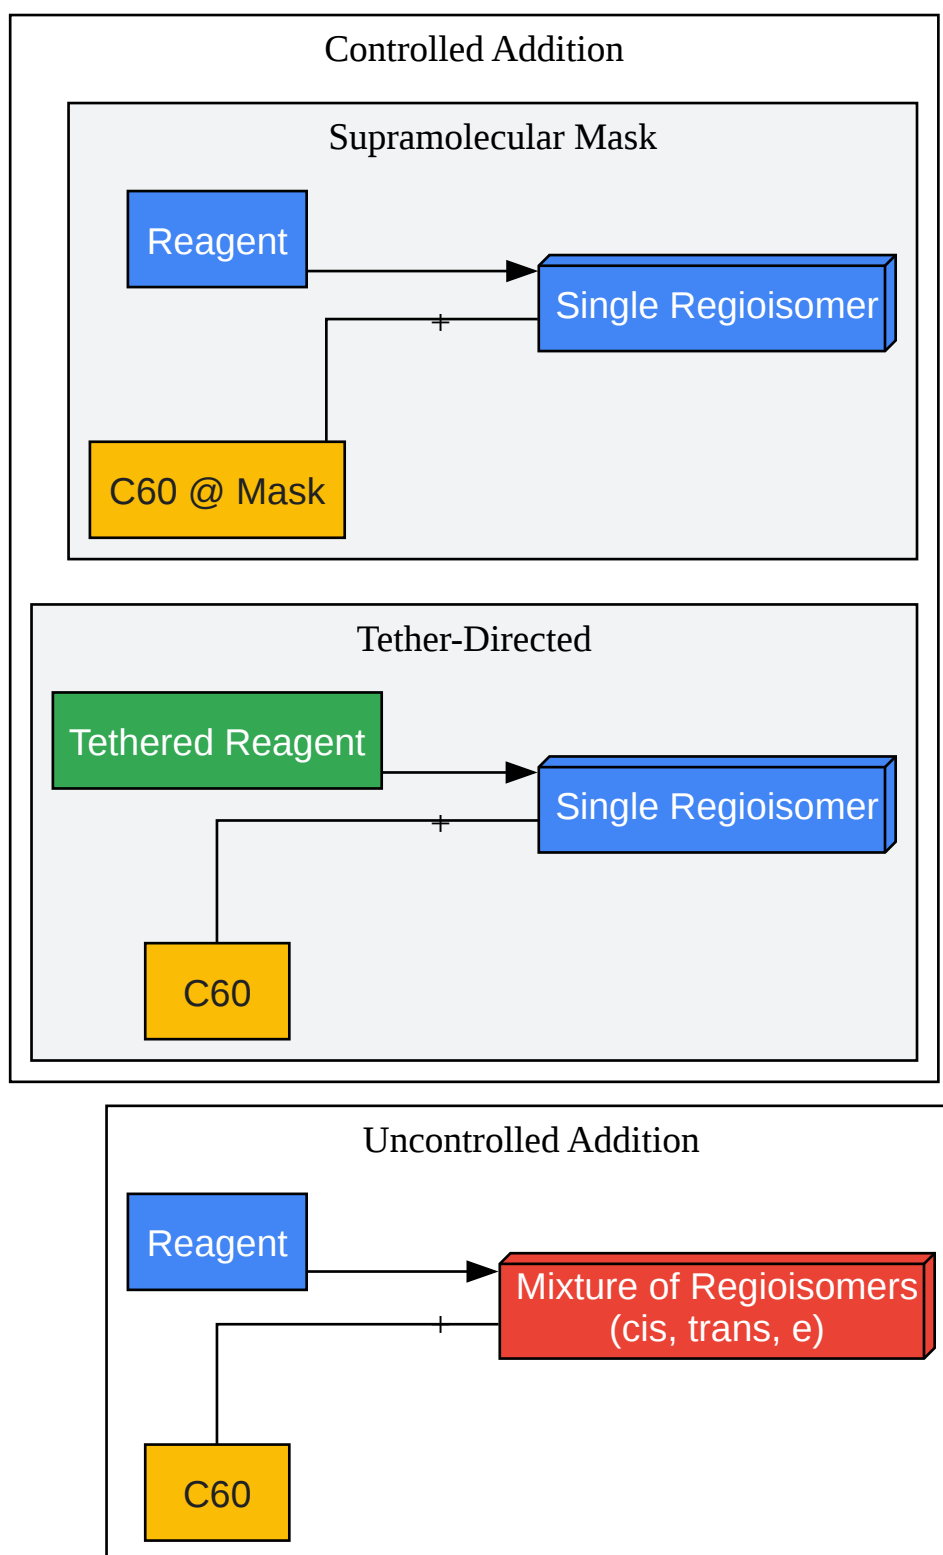 Controlled Addition
Supramolecular Mask
Reagent
Single Regioisomer
+
C60 @ Mask
Tether-Directed
Tethered Reagent
Single Regioisomer
+
C60
Uncontrolled Addition
Reagent
Mixture of Regioisomers
(cis, trans, e)
+
C60